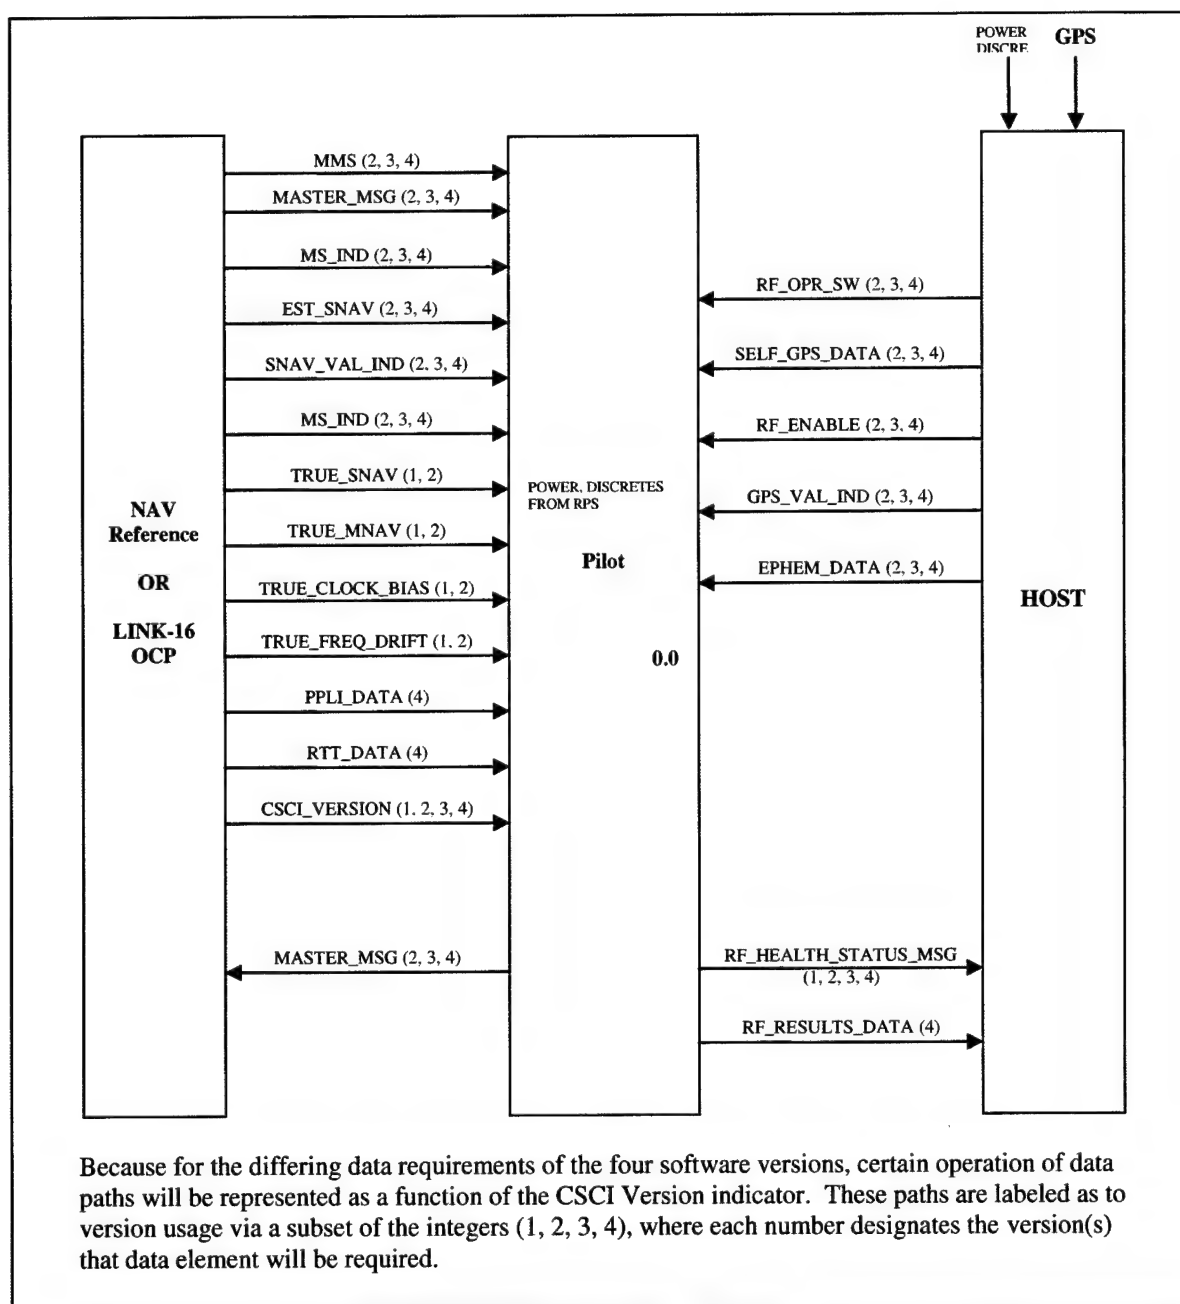 POWER
DISCRE
GPS
MMS (2, 3, 4)
MASTER_MSG (2, 3, 4)
MS_IND (2, 3, 4)
EST_SNAV (2, 3, 4)
SNAV_VAL_IND (2. 3, 4)
MS_IND (2, 3, 4)
TRUE_SNAV (1, 2)
TRUE_MNAV (1, 2)
TRUE_CLOCK_BIAS (1, 2)
TRUE_FREQ_DRIFT (1. 2)
PPLI_DATA (4)
RTT_DATA (4)
CSCI_VERSION (1. 2, 3, 4)
MASTER_MSG (2, 3, 4)
NAV
Reference
OR
LINK-16
OCP
POWER, DISCRETES
FROM RPS
Pilot
0.0
RF_OPR_SW (2, 3, 4)
SELF_GPS_DATA (2, 3, 4)
RF_ENABLE (2, 3, 4)
GPS_VAL_IND (2, 3, 4)
EPHEM_DATA (2, 3, 4)
RF_HEALTH_STATUS_MSG
(1, 2, 3, 4)
RF_RESULTS_DATA (4)
HOST
Because for the differing data requirements of the four software versions, certain operation of data
paths will be represented as a function of the CSCI Version indicator. These paths are labeled as to
version usage via a subset of the integers (1, 2, 3, 4), where each number designates the version(s)
that data element will be required.